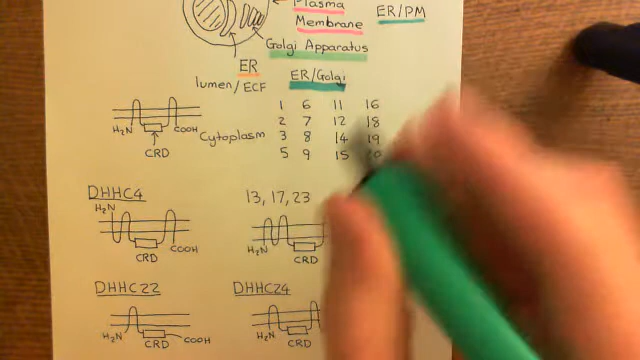 Plasma
Membrane
ER/PM
Golgi Apparatus
ER
lumen/ECF
ER/Golgi
1 6 11 16
2 7 12 18
3 8 14 19
5 9 15 20
H₂N
COOH
Cytoplasm
CRD
DHHC4
H₂N
COOH
CRD
13, 17, 23
H₂N
CRD
DHHC22
H₂N
CRD
COOH
DHHC24
H₂N
CRD